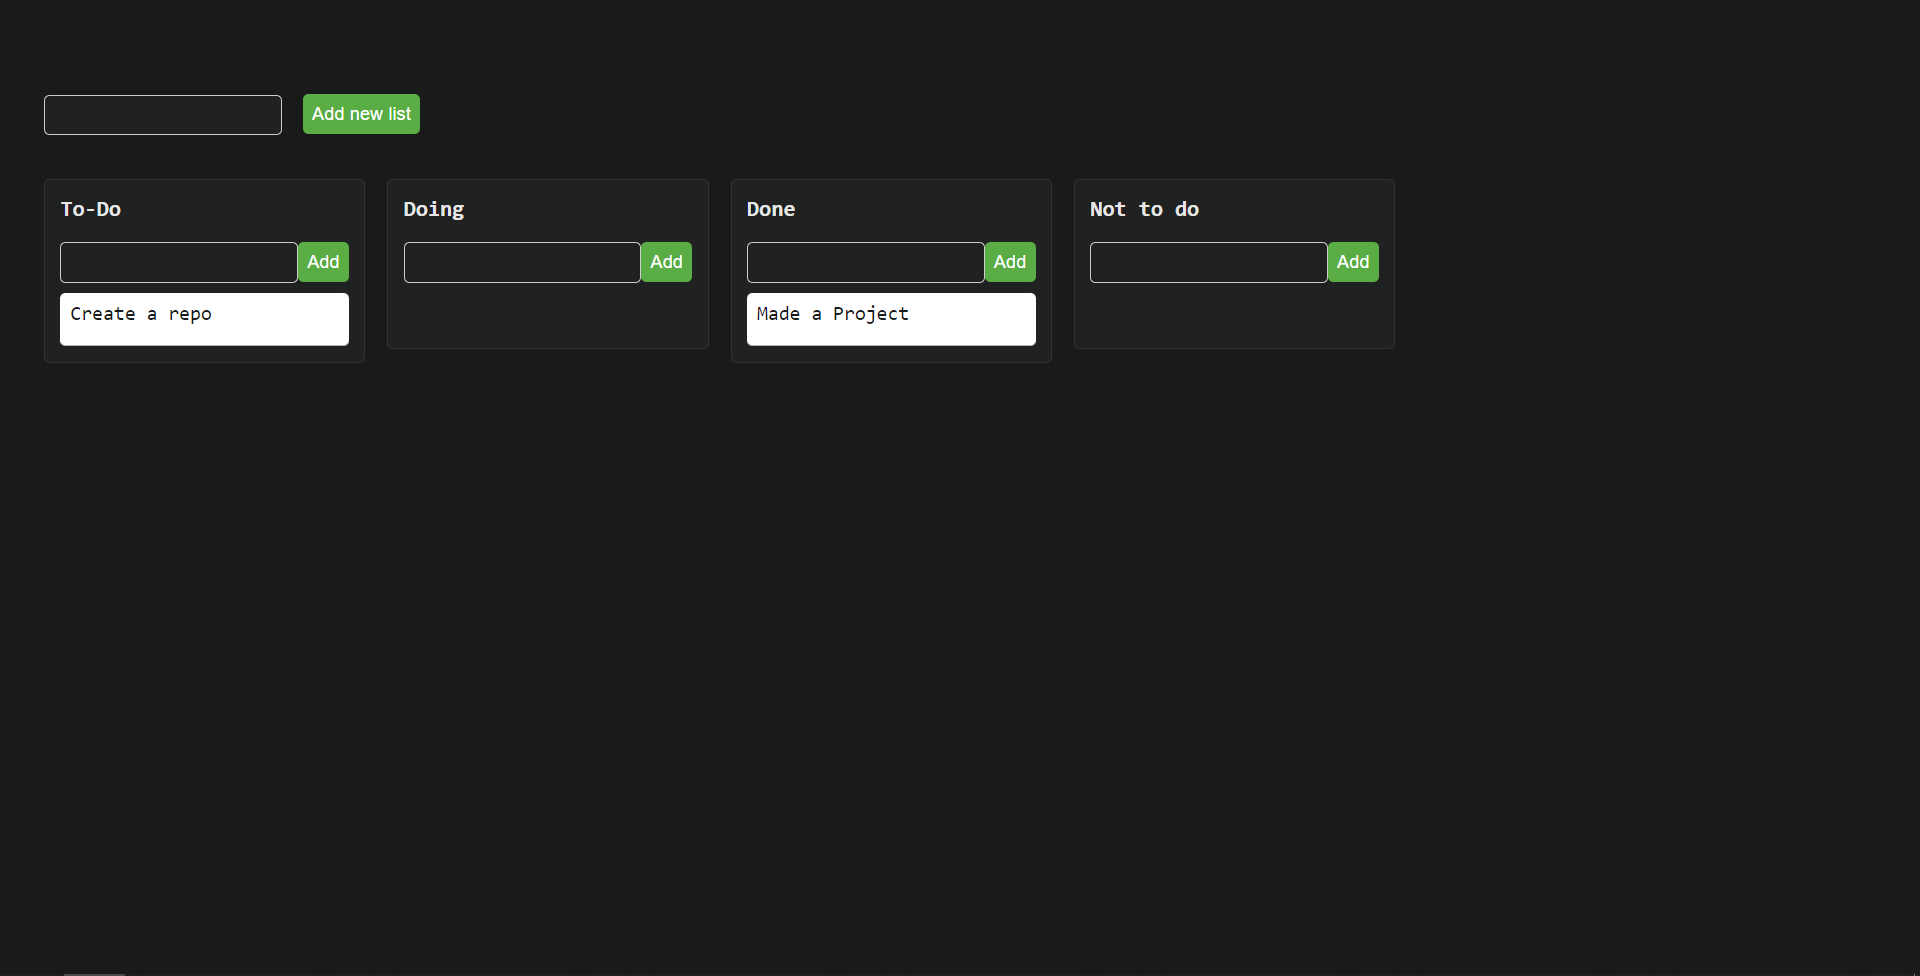 Add new list
To-Do
Doing
Done
Not to do
Add
Add
Add
Add
Create a repo
Made a Project